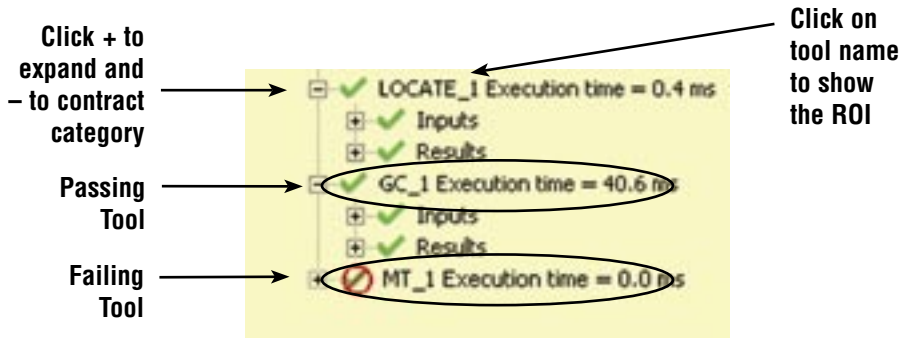 Click + to
expand and
– to contract
category
Click on
tool name
to show
the ROI
LOCATE_1 Execution time = 0.4 ms
Inputs
Results
Passing
Tool
GC_1 Execution time = 40.6 ms
Inputs
Results
Failing
Tool
MT_1 Execution time = 0.0 ms